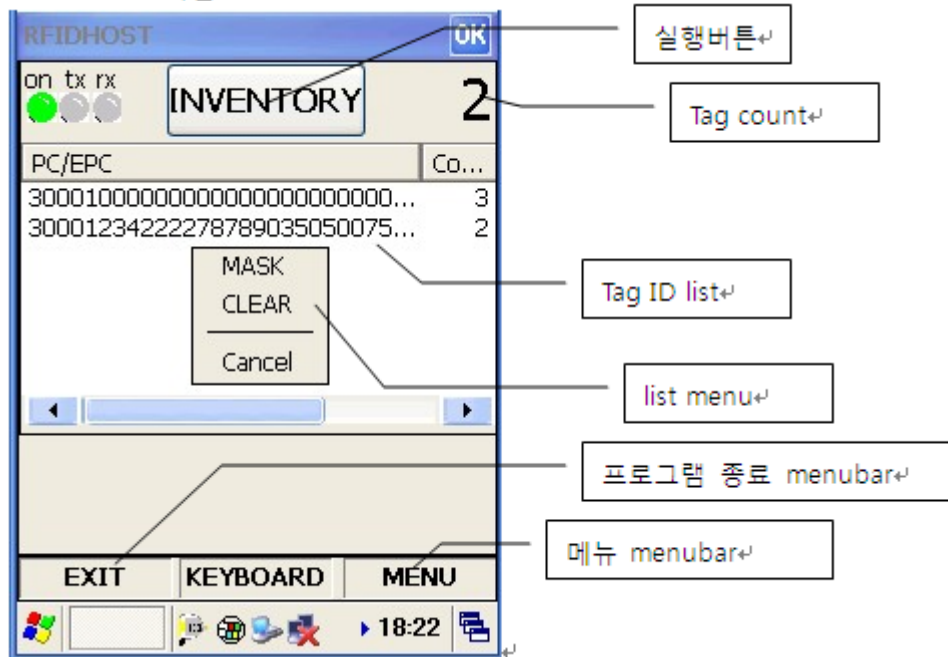 RFIDHOST OK
실행버튼
on tx rx
INVENTORY
2
Tag count
PC/EPC Co...
30001000000000000000000000... 3
30001234222278789035050075... 2
MASK
CLEAR
Cancel
Tag ID list
list menu
프로그램 종료 menubar
메뉴 menubar
EXIT KEYBOARD MENU
18:22